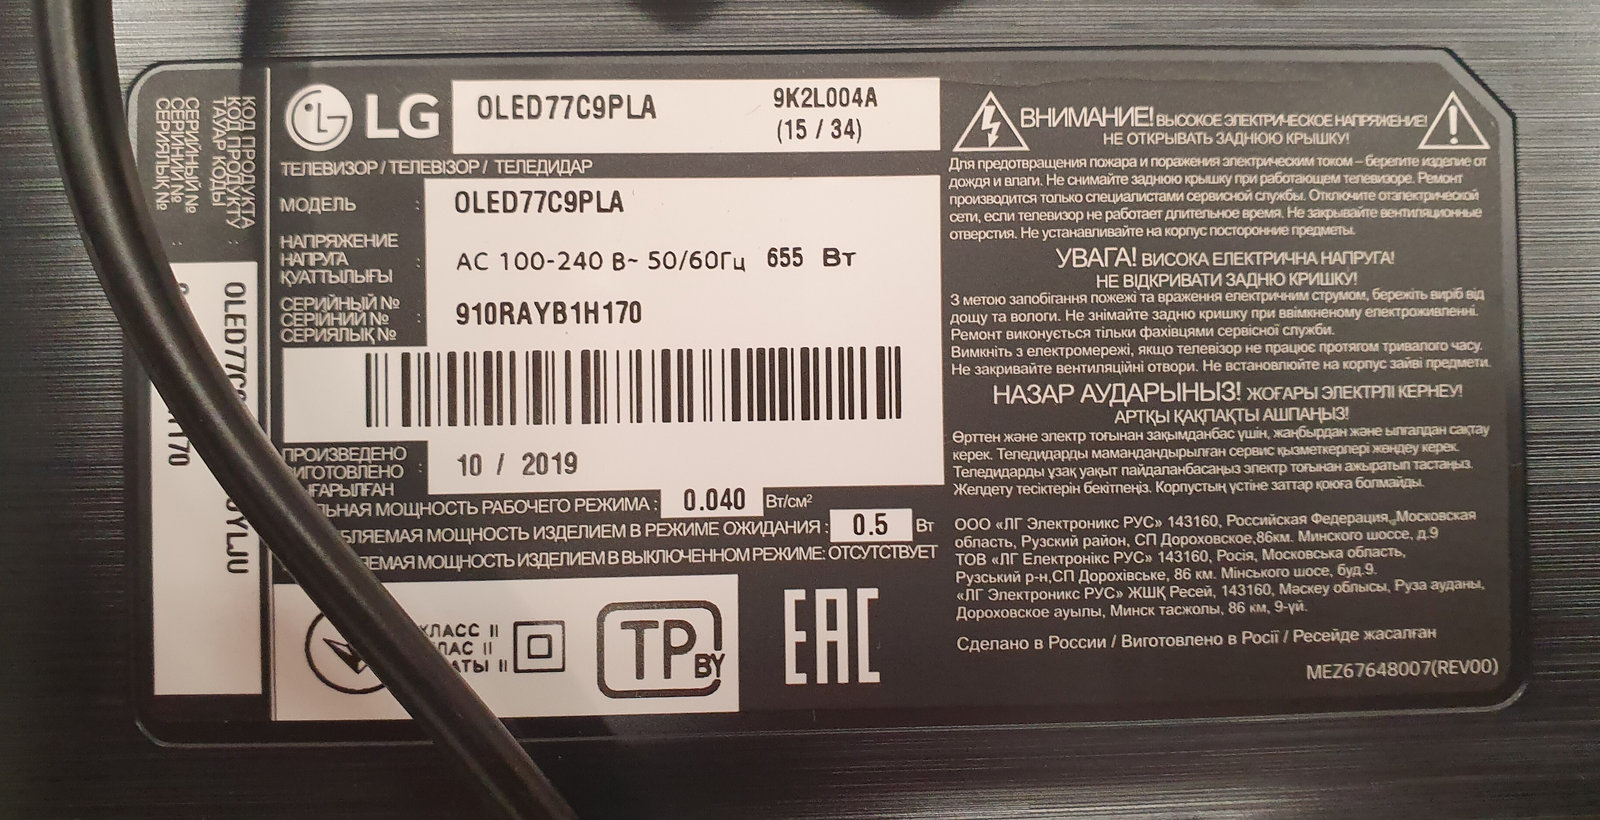 КОД ПРОДУКТА
КОД ПРОДУКТУ
ТАУАР КОДЫ
СЕРИЙНЫЙ №
СЕРІЙНИЙ №
СЕРИЯЛЫҚ №
LG
OLED77C9PLA
9K2L004A
(15 / 34)
ТЕЛЕВИЗОР / ТЕЛЕВІЗОР / ТЕЛЕДИДАР
МОДЕЛЬ : OLED77C9PLA
НАПРЯЖЕНИЕ
НАПРУГА : AC 100-240 В~ 50/60Гц 655 Вт
ҚУАТТЫЛЫҒЫ
СЕРИЙНЫЙ №
СЕРІЙНИЙ № : 910RAYB1H170
СЕРИЯЛЫҚ №
ПРОИЗВЕДЕНО
ВИГОТОВЛЕНО : 10 / 2019
МОЩНОСТЬ РАБОЧЕГО РЕЖИМА : 0.040 Вт/см²
МОЩНОСТЬ ИЗДЕЛИЕМ В РЕЖИМЕ ОЖИДАНИЯ : 0.5 Вт
МОЩНОСТЬ ИЗДЕЛИЕМ В ВЫКЛЮЧЕННОМ РЕЖИМЕ: ОТСУТСТВУЕТ
КЛАСС II
II
II
TP BY
EAC
ВНИМАНИЕ! ВЫСОКОЕ ЭЛЕКТРИЧЕСКОЕ НАПРЯЖЕНИЕ!
НЕ ОТКРЫВАТЬ ЗАДНЮЮ КРЫШКУ!
Для предотвращения пожара и поражения электрическим током – берегите изделие от
дождя и влаги. Не снимайте заднюю крышку при работающем телевизоре. Ремонт
производится только специалистами сервисной службы. Отключите от электрической
сети, если телевизор не работает длительное время. Не закрывайте вентиляционные
отверстия. Не устанавливайте на корпус посторонние предметы.
УВАГА! ВИСОКА ЕЛЕКТРИЧНА НАПРУГА!
НЕ ВІДКРИВАТИ ЗАДНЮ КРИШКУ!
З метою запобігання пожежі та враження електричним струмом, бережіть виріб від
дощу та вологи. Не знімайте задню кришку при ввімкненому електроживленні.
Ремонт виконується тільки фахівцями сервісної служби.
Вимкніть з електромережі, якщо телевізор не працює протягом тривалого часу.
Не закривайте вентиляційні отвори. Не встановлюйте на корпус зайві предмети.
НАЗАР АУДАРЫҢЫЗ! ЖОҒАРЫ ЭЛЕКТРЛІ КЕРНЕУ!
АРТҚЫ ҚАҚПАҚТЫ АШПАҢЫЗ!
Өрттен және электр тоғынан зақымданбас үшін, жаңбырдан және ылғалдан сақтау
керек. Теледидарды мамандандырылған сервис қызметкерлері жөндеу керек.
Теледидарды ұзақ уақыт пайдаланбасаңыз электр тоғынан ажыратып тастаңыз.
Желдету тесіктерін бекітпеңіз. Корпустың үстіне заттар қоюға болмайды.
ООО «ЛГ Электроникс РУС» 143160, Российская Федерация, Московская
область, Рузский район, СП Дороховское,86км. Минского шоссе, д.9
ТОВ «ЛГ Електронікс РУС» 143160, Росія, Московська область,
Рузський р-н,СП Дорохівське, 86 км. Мінського шосе, буд.9.
«ЛГ Электроникс РУС» ЖШҚ Ресей, 143160, Мәскеу облысы, Руза ауданы,
Дороховское ауылы, Минск тасжолы, 86 км, 9-үй.
Сделано в России / Виготовлено в Росії / Ресейде жасалған
MEZ67648007(REV00)